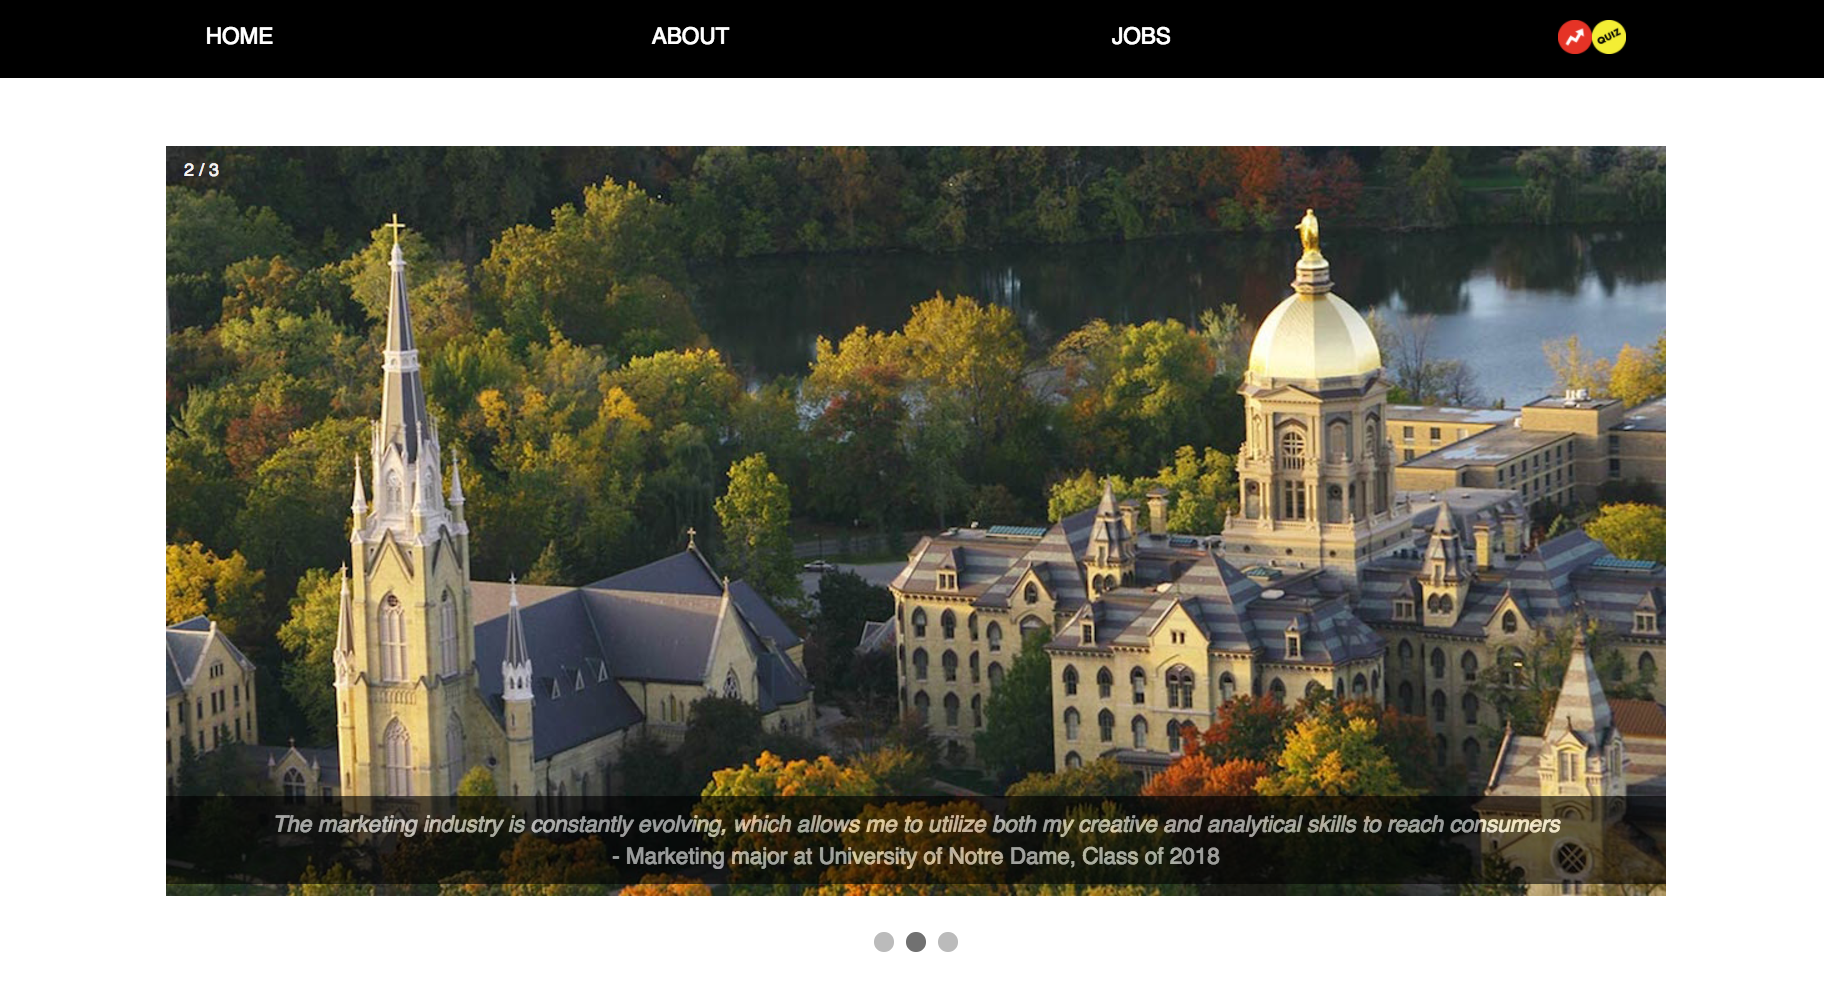 HOME
ABOUT
JOBS
QUIZ
2 / 3
The marketing industry is constantly evolving, which allows me to utilize both my creative and analytical skills to reach consumers
- Marketing major at University of Notre Dame, Class of 2018